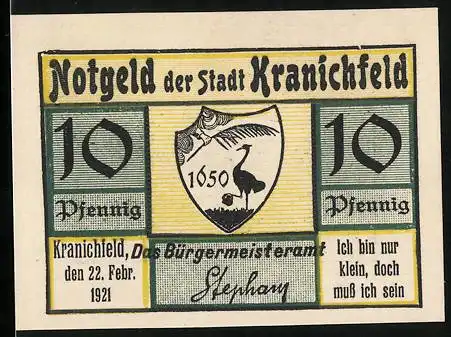 Notgeld der Stadt Kranichfeld
10
Pfennig
1650
10
Pfennig
Kranichfeld,
den 22. Febr.
1921
Das Bürgermeisteramt
Stephany
Ich bin nur
klein, doch
muß ich sein